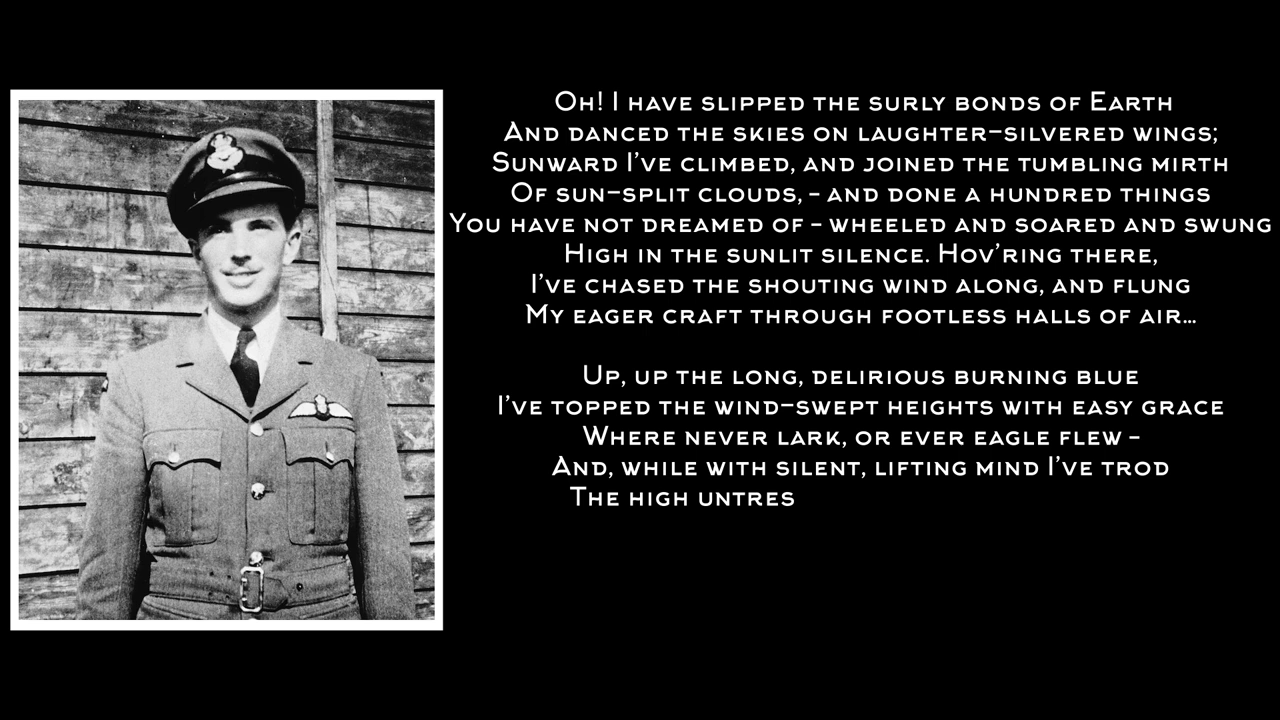 Oh! I have slipped the surly bonds of Earth
And danced the skies on laughter-silvered wings;
Sunward I've climbed, and joined the tumbling mirth
Of sun-split clouds, - and done a hundred things
You have not dreamed of - wheeled and soared and swung
High in the sunlit silence. Hov'ring there,
I've chased the shouting wind along, and flung
My eager craft through footless halls of air...
Up, up the long, delirious burning blue
I've topped the wind-swept heights with easy grace
Where never lark, or ever eagle flew -
And, while with silent, lifting mind I've trod
The high untres